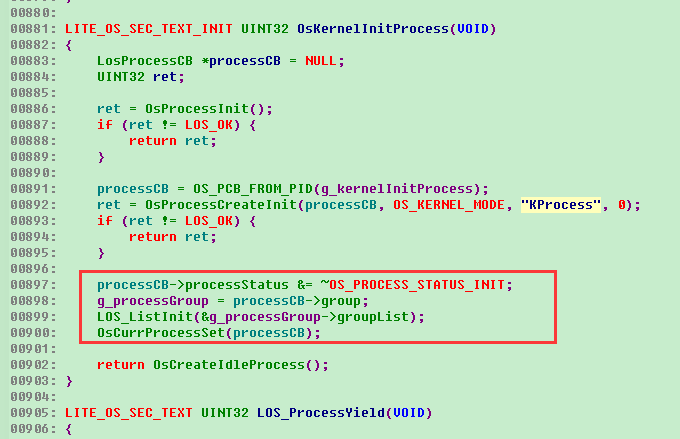 00880:
00881: LITE_OS_SEC_TEXT_INIT UINT32 OsKernelInitProcess(VOID)
00882: {
00883:     LosProcessCB *processCB = NULL;
00884:     UINT32 ret;
00885:
00886:     ret = OsProcessInit();
00887:     if (ret != LOS_OK) {
00888:         return ret;
00889:     }
00890:
00891:     processCB = OS_PCB_FROM_PID(g_kernelInitProcess);
00892:     ret = OsProcessCreateInit(processCB, OS_KERNEL_MODE, "KProcess", 0);
00893:     if (ret != LOS_OK) {
00894:         return ret;
00895:     }
00896:
00897:     processCB->processStatus &= ~OS_PROCESS_STATUS_INIT;
00898:     g_processGroup = processCB->group;
00899:     LOS_ListInit(&g_processGroup->groupList);
00900:     OsCurrProcessSet(processCB);
00901:
00902:     return OsCreateIdleProcess();
00903: }
00904:
00905: LITE_OS_SEC_TEXT UINT32 LOS_ProcessYield(VOID)
00906: {